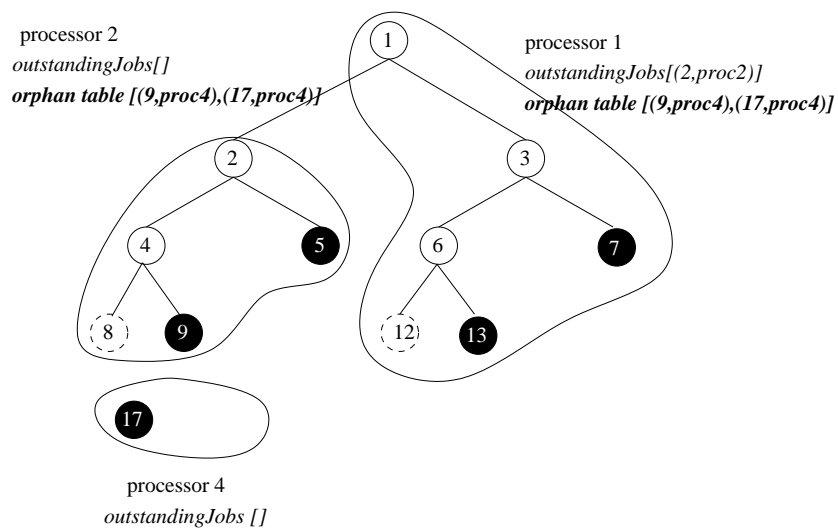 processor 2
outstandingJobs[]
orphan table [(9,proc4),(17,proc4)]
processor 1
outstandingJobs[(2,proc2)]
orphan table [(9,proc4),(17,proc4)]
1
2
3
4
5
6
7
8
9
12
13
17
processor 4
outstandingJobs []